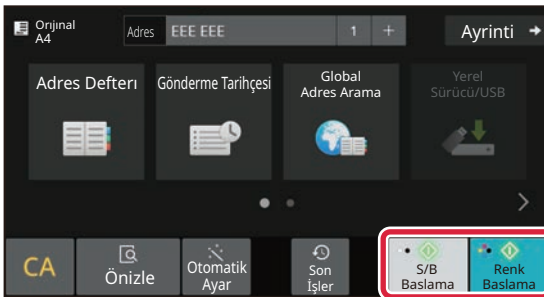 Orıjınal
A4
Adres EEE EEE 1 + Ayrinti
Adres Defterı
Gönderme Tarihçesi
Global
Adres Arama
Yerel
Sürücü/USB
CA
Önizle
Otomatik
Ayar
Son
İşler
S/B
Baslama
Renk
Baslama